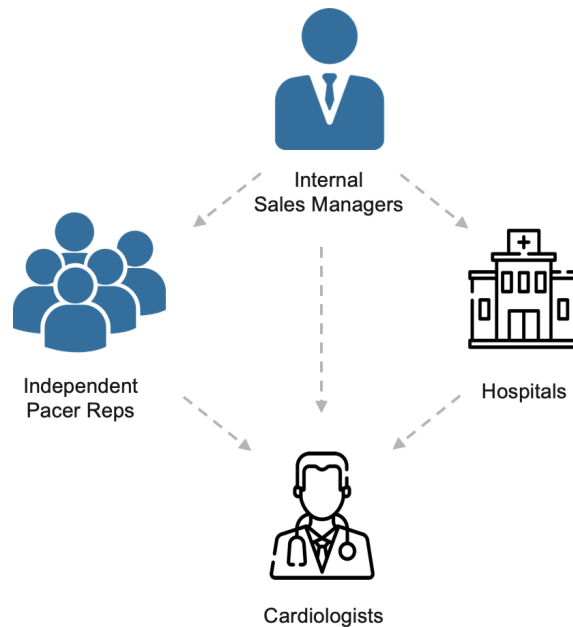 Internal
Sales Managers
Independent
Pacer Reps
Hospitals
Cardiologists